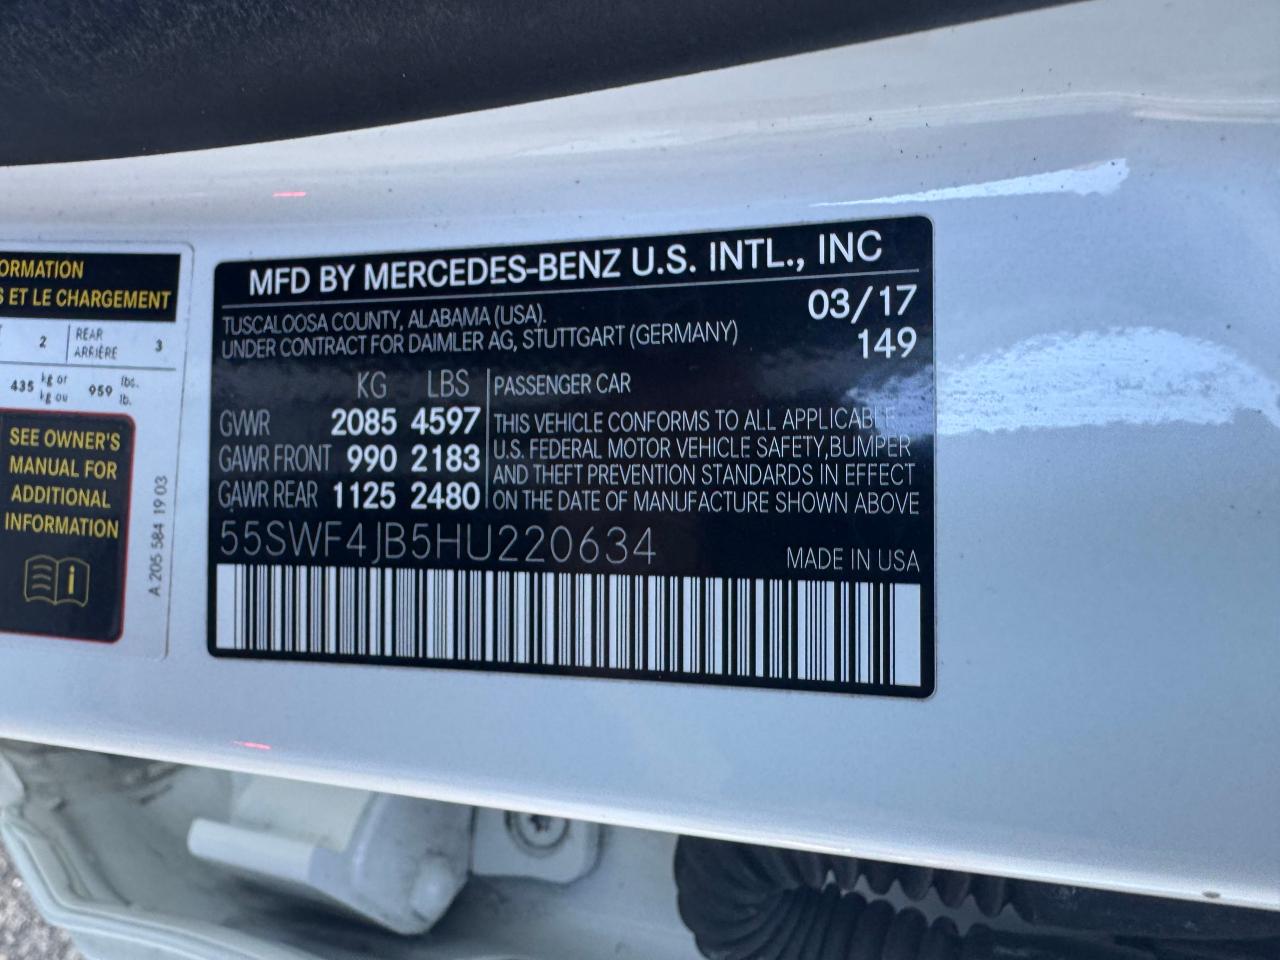 ORMATION
S ET LE CHARGEMENT
2 REAR ARRIÈRE 3
435 kg or kg ou 959 lbs. lb.
SEE OWNER'S
MANUAL FOR
ADDITIONAL
INFORMATION
A 205 584 19 03
MFD BY MERCEDES-BENZ U.S. INTL., INC
TUSCALOOSA COUNTY, ALABAMA (USA).
UNDER CONTRACT FOR DAIMLER AG, STUTTGART (GERMANY)
03/17
149
KG LBS
GVWR 2085 4597
GAWR FRONT 990 2183
GAWR REAR 1125 2480
PASSENGER CAR
THIS VEHICLE CONFORMS TO ALL APPLICABLE
U.S. FEDERAL MOTOR VEHICLE SAFETY,BUMPER
AND THEFT PREVENTION STANDARDS IN EFFECT
ON THE DATE OF MANUFACTURE SHOWN ABOVE
55SWF4JB5HU220634
MADE IN USA